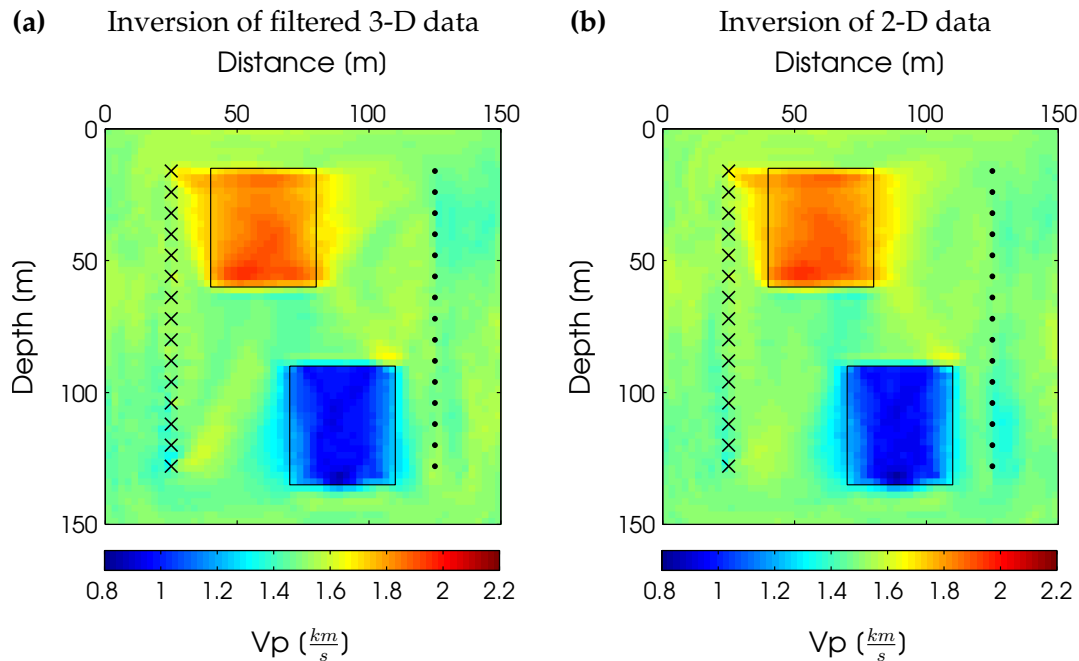 (a) Inversion of filtered 3-D data
Distance (m)
0 50 100 150
0
50
100
150
Depth (m)
0.8 1 1.2 1.4 1.6 1.8 2 2.2
Vp (km/s)
(b) Inversion of 2-D data
Distance (m)
0 50 100 150
0
50
100
150
Depth (m)
0.8 1 1.2 1.4 1.6 1.8 2 2.2
Vp (km/s)